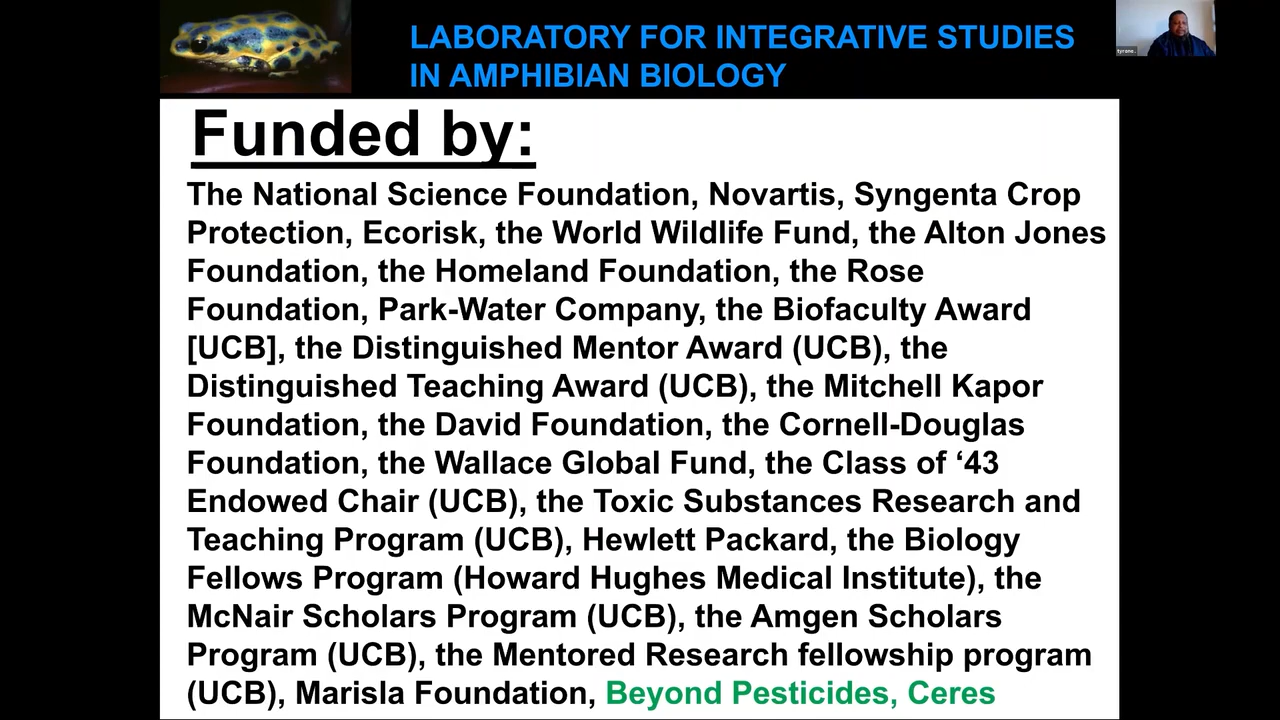 LABORATORY FOR INTEGRATIVE STUDIES
IN AMPHIBIAN BIOLOGY
tyrone .
Funded by:
The National Science Foundation, Novartis, Syngenta Crop
Protection, Ecorisk, the World Wildlife Fund, the Alton Jones
Foundation, the Homeland Foundation, the Rose
Foundation, Park-Water Company, the Biofaculty Award
[UCB], the Distinguished Mentor Award (UCB), the
Distinguished Teaching Award (UCB), the Mitchell Kapor
Foundation, the David Foundation, the Cornell-Douglas
Foundation, the Wallace Global Fund, the Class of ‘43
Endowed Chair (UCB), the Toxic Substances Research and
Teaching Program (UCB), Hewlett Packard, the Biology
Fellows Program (Howard Hughes Medical Institute), the
McNair Scholars Program (UCB), the Amgen Scholars
Program (UCB), the Mentored Research fellowship program
(UCB), Marisla Foundation, Beyond Pesticides, Ceres